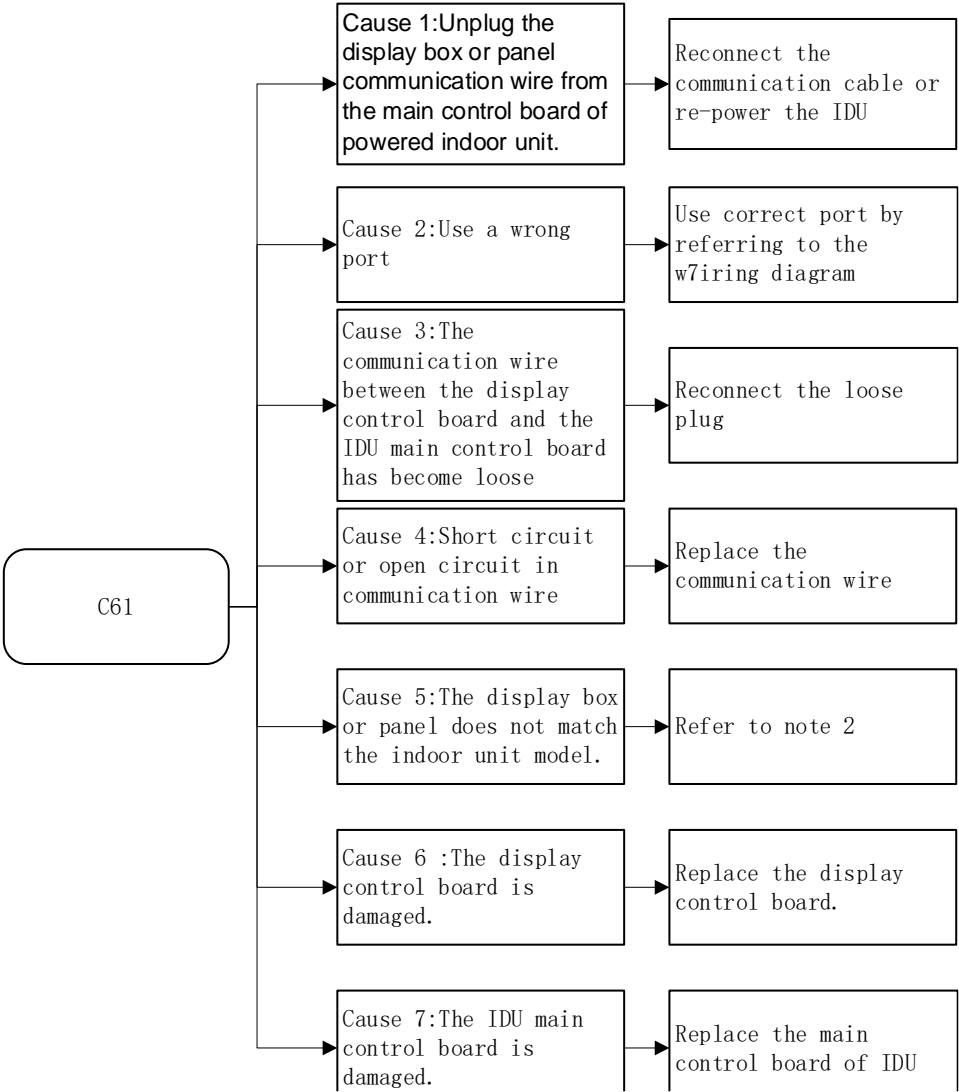 Cause 1:Unplug the
display box or panel
communication wire from
the main control board of
powered indoor unit.
Reconnect the
communication cable or
re-power the IDU
Cause 2:Use a wrong
port
Use correct port by
referring to the
w7iring diagram
Cause 3:The
communication wire
between the display
control board and the
IDU main control board
has become loose
Reconnect the loose
plug
Cause 4:Short circuit
or open circuit in
communication wire
Replace the
communication wire
C61
Cause 5:The display box
or panel does not match
the indoor unit model.
Refer to note 2
Cause 6 :The display
control board is
damaged.
Replace the display
control board.
Cause 7:The IDU main
control board is
damaged.
Replace the main
control board of IDU